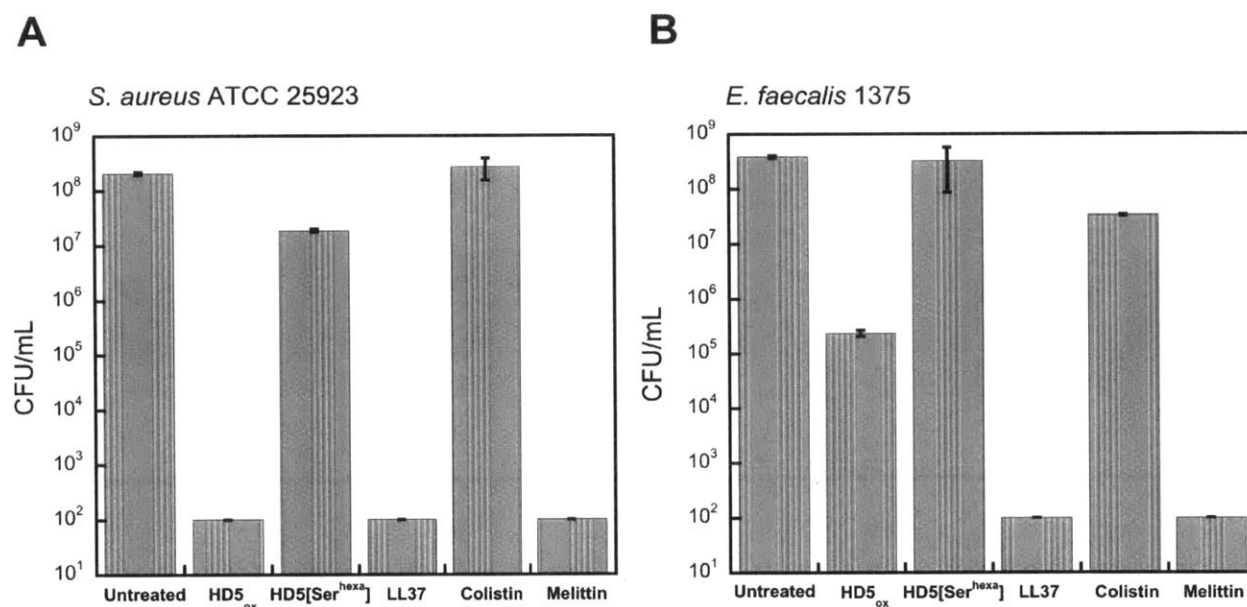 A
S. aureus ATCC 25923
10⁹
10⁸
10⁷
10⁶
10⁵
10⁴
10³
10²
10¹
CFU/mL
Untreated HD5ox HD5[Serhexa] LL37 Colistin Melittin
B
E. faecalis 1375
10⁹
10⁸
10⁷
10⁶
10⁵
10⁴
10³
10²
10¹
CFU/mL
Untreated HD5ox HD5[Serhexa] LL37 Colistin Melittin